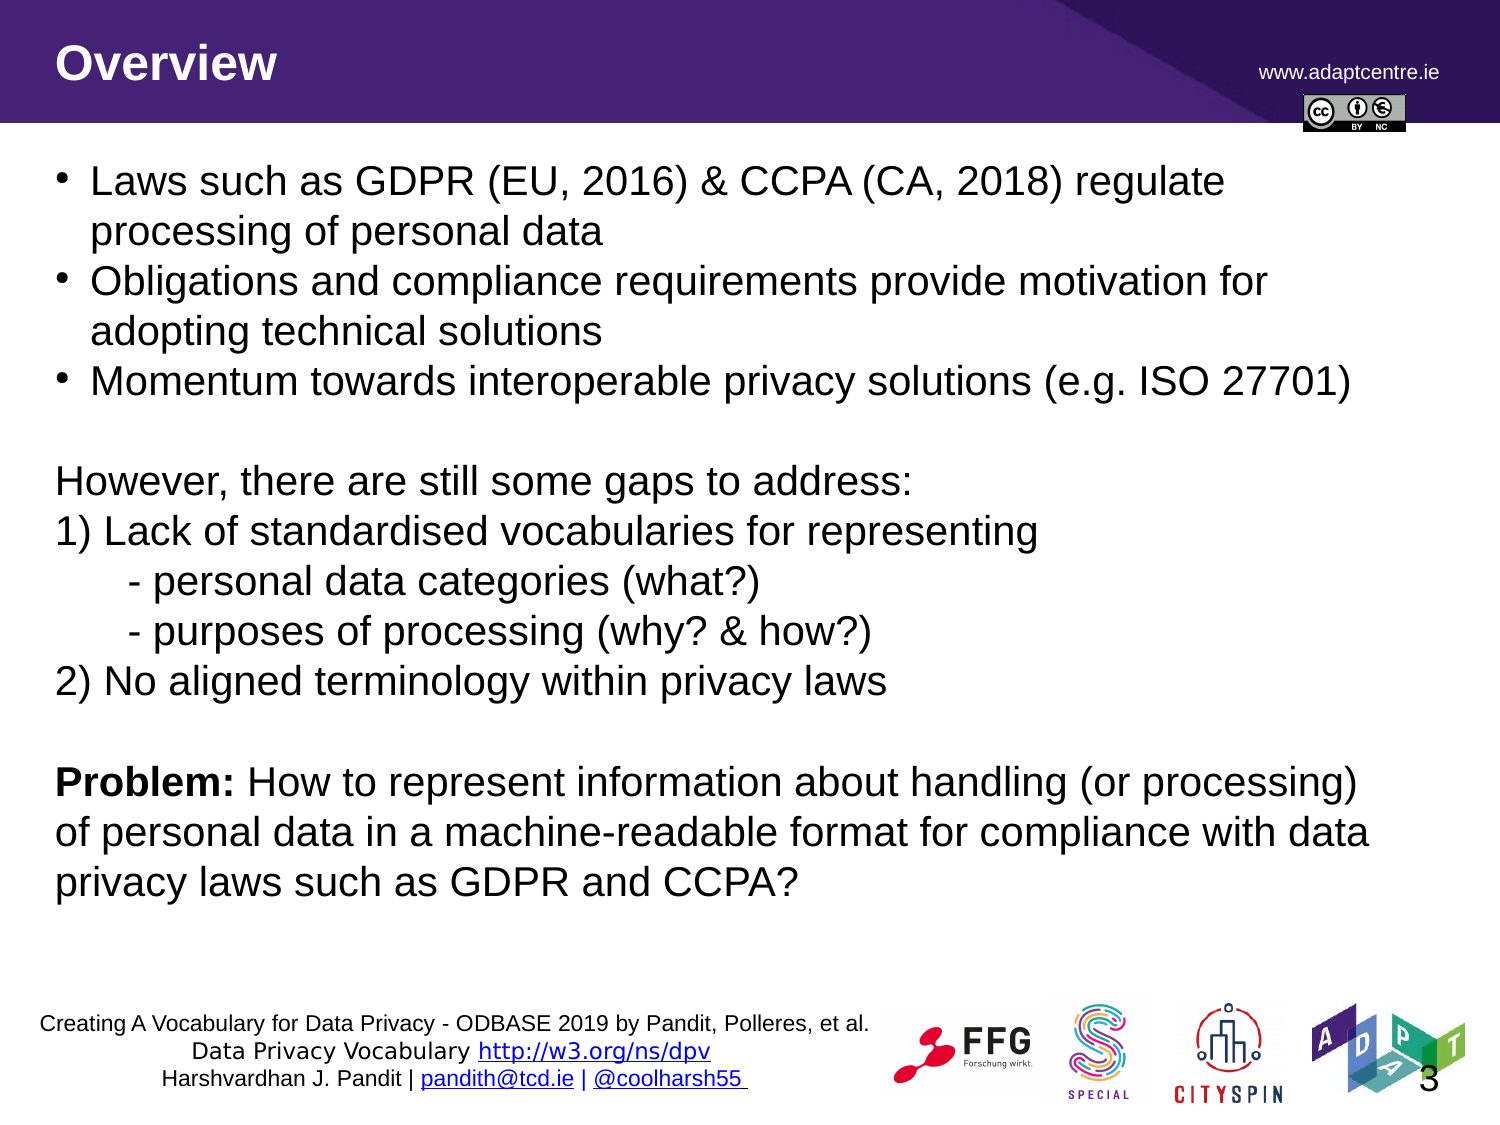 Overview
www.adaptcentre.ie
cc BY NC
• Laws such as GDPR (EU, 2016) & CCPA (CA, 2018) regulate
processing of personal data
• Obligations and compliance requirements provide motivation for
adopting technical solutions
• Momentum towards interoperable privacy solutions (e.g. ISO 27701)
However, there are still some gaps to address:
1) Lack of standardised vocabularies for representing
- personal data categories (what?)
- purposes of processing (why? & how?)
2) No aligned terminology within privacy laws
Problem: How to represent information about handling (or processing)
of personal data in a machine-readable format for compliance with data
privacy laws such as GDPR and CCPA?
Creating A Vocabulary for Data Privacy - ODBASE 2019 by Pandit, Polleres, et al.
Data Privacy Vocabulary http://w3.org/ns/dpv
Harshvardhan J. Pandit | pandith@tcd.ie | @coolharsh55
FFG
Forschung wirkt.
S
SPECIAL
CITYSPIN
ADAPT
3